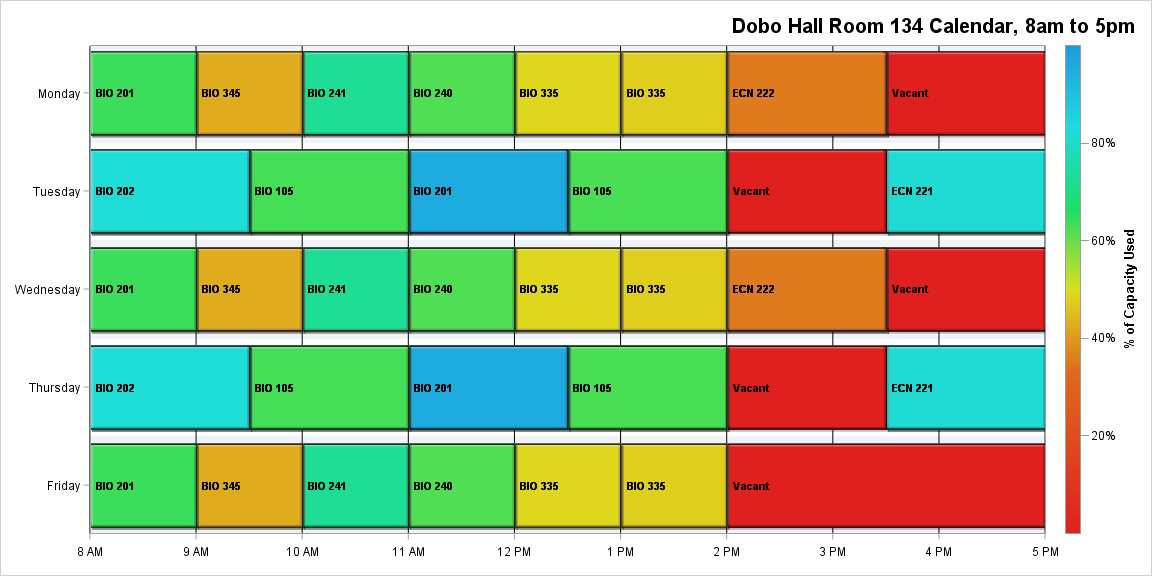 Dobo Hall Room 134 Calendar, 8am to 5pm
Monday
BIO 201 BIO 345 BIO 241 BIO 240 BIO 335 BIO 335 ECN 222 Vacant
Tuesday
BIO 202 BIO 105 BIO 201 BIO 105 Vacant ECN 221
Wednesday
BIO 201 BIO 345 BIO 241 BIO 240 BIO 335 BIO 335 ECN 222 Vacant
Thursday
BIO 202 BIO 105 BIO 201 BIO 105 Vacant ECN 221
Friday
BIO 201 BIO 345 BIO 241 BIO 240 BIO 335 BIO 335 Vacant
8 AM 9 AM 10 AM 11 AM 12 PM 1 PM 2 PM 3 PM 4 PM 5 PM
80%
60%
40%
20%
% of Capacity Used